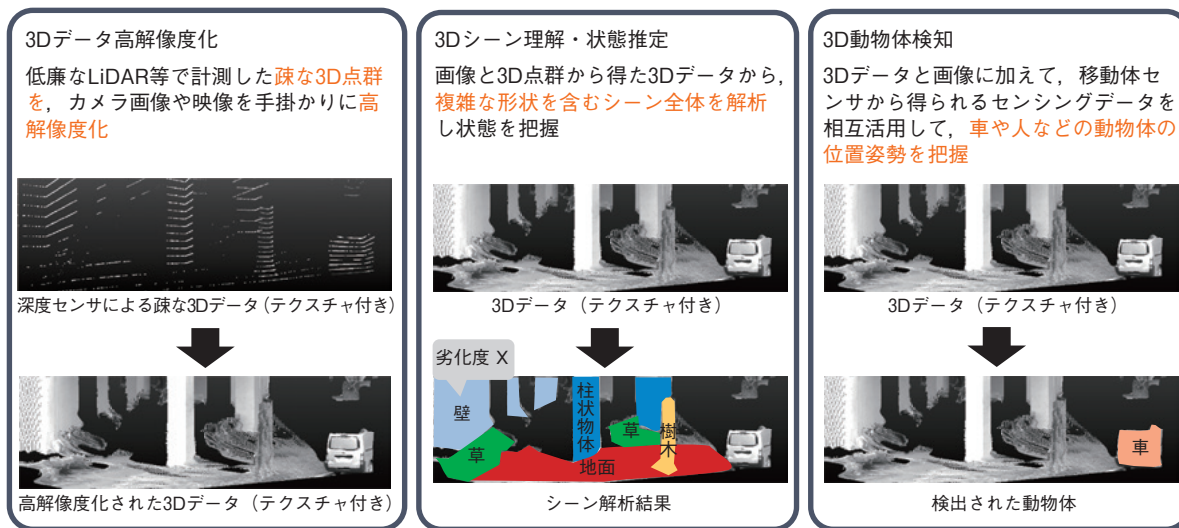 3Dデータ高解像度化
低廉なLiDAR等で計測した疎な3D点群
を，カメラ画像や映像を手掛かりに高
解像度化
深度センサによる疎な3Dデータ（テクスチャ付き）
高解像度化された3Dデータ（テクスチャ付き）
3Dシーン理解・状態推定
画像と3D点群から得た3Dデータから，
複雑な形状を含むシーン全体を解析
し状態を把握
3Dデータ（テクスチャ付き）
劣化度 X
壁
草
柱状物体
地面
草
樹木
シーン解析結果
3D動物体検知
3Dデータと画像に加えて，移動体セ
ンサから得られるセンシングデータを
相互活用して，車や人などの動物体の
位置姿勢を把握
3Dデータ（テクスチャ付き）
車
検出された動物体